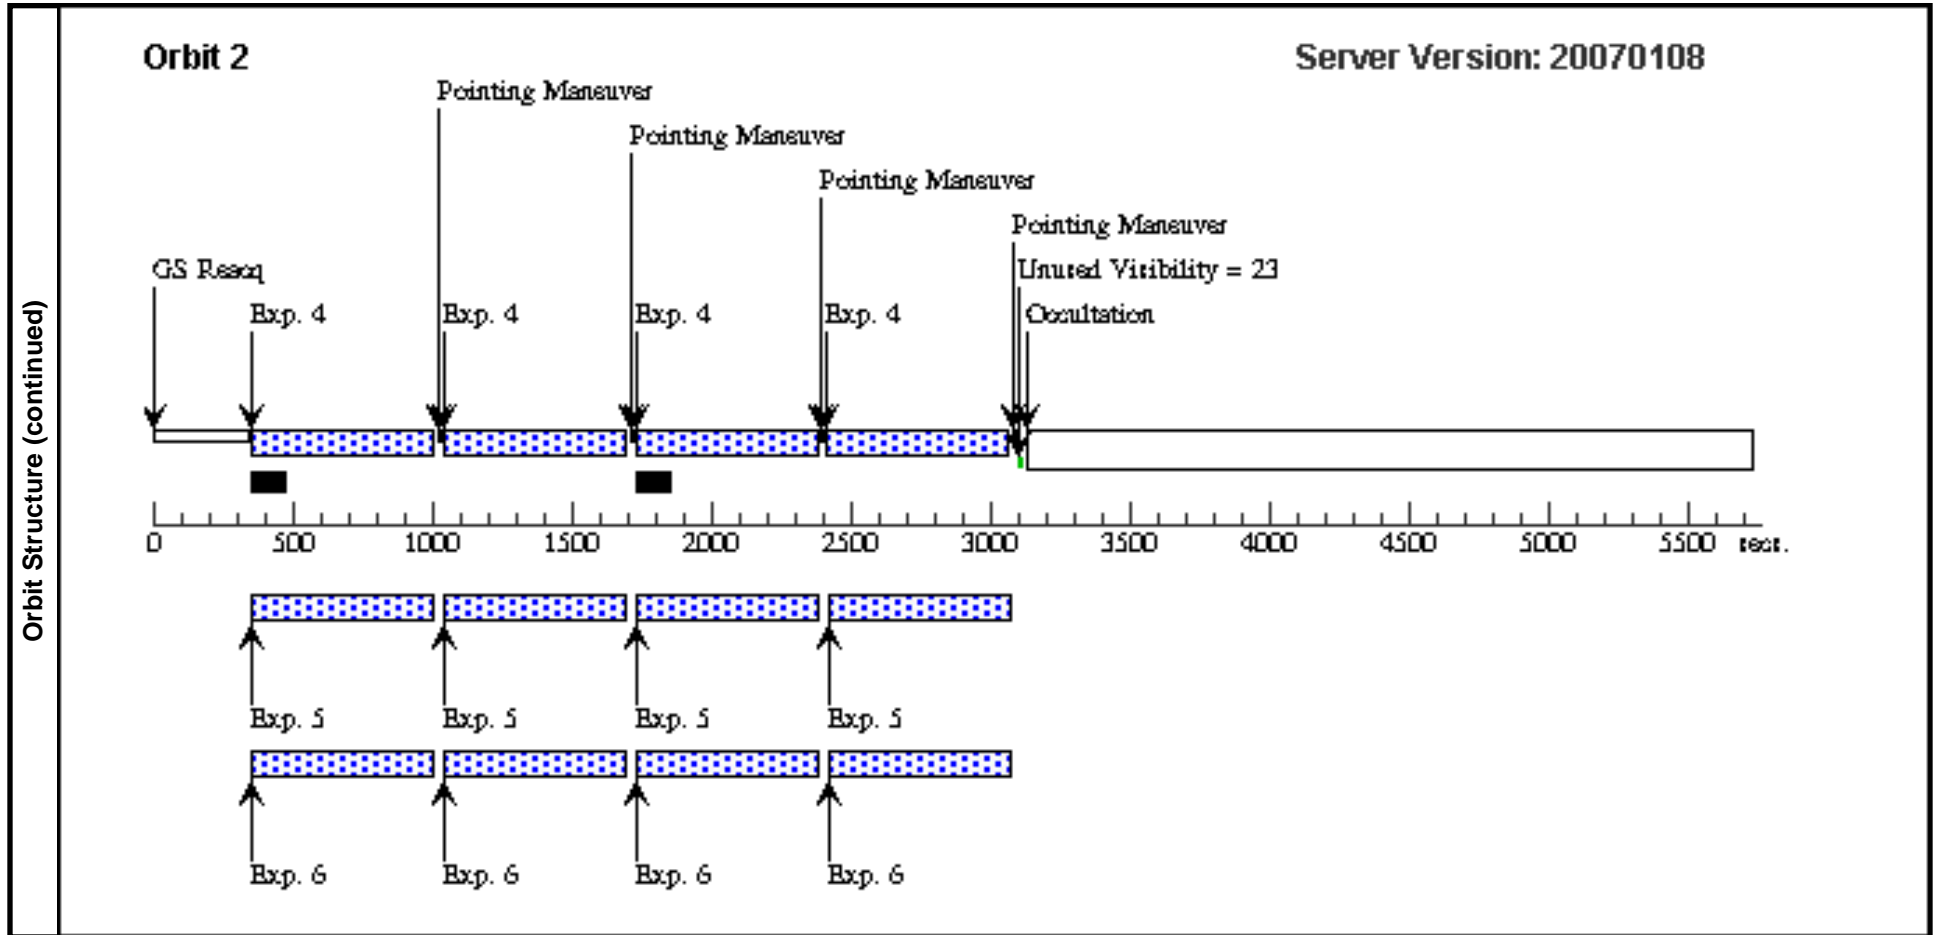 Orbit Structure (continued)
Orbit 2
Server Version: 20070108
Pointing Maneuver
Pointing Maneuver
Pointing Maneuver
Pointing Maneuver
GS Reacq
Unused Visibility = 23
Exp. 4
Exp. 4
Exp. 4
Exp. 4
Occultation
0 500 1000 1500 2000 2500 3000 3500 4000 4500 5000 5500 secs.
Exp. 5
Exp. 5
Exp. 5
Exp. 5
Exp. 6
Exp. 6
Exp. 6
Exp. 6